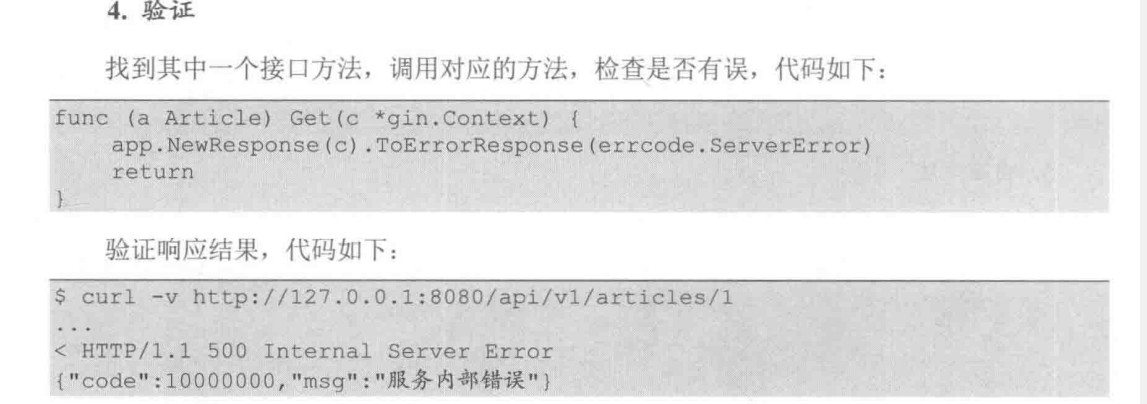 4. 验证
找到其中一个接口方法，调用对应的方法，检查是否有误，代码如下：
func (a Article) Get(c *gin.Context) {
    app.NewResponse(c).ToErrorResponse(errcode.ServerError)
    return
}
验证响应结果，代码如下：
$ curl -v http://127.0.0.1:8080/api/v1/articles/1
...
< HTTP/1.1 500 Internal Server Error
{"code":10000000,"msg":"服务内部错误"}